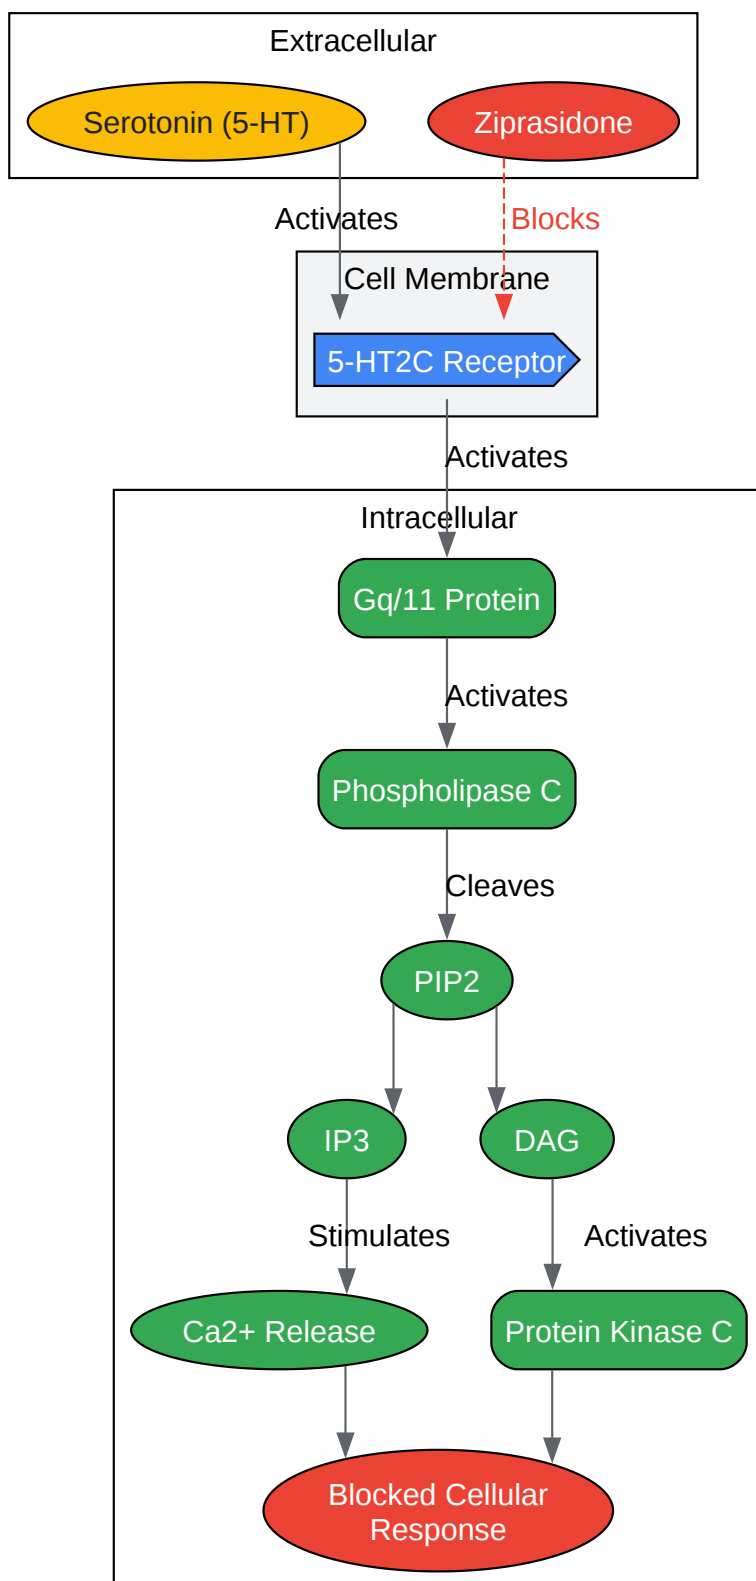 Extracellular
Serotonin (5-HT)
Ziprasidone
Activates
Blocks
Cell Membrane
5-HT2C Receptor
Activates
Intracellular
Gq/11 Protein
Activates
Phospholipase C
Cleaves
PIP2
IP3
DAG
Stimulates
Activates
Ca2+ Release
Protein Kinase C
Blocked Cellular
Response